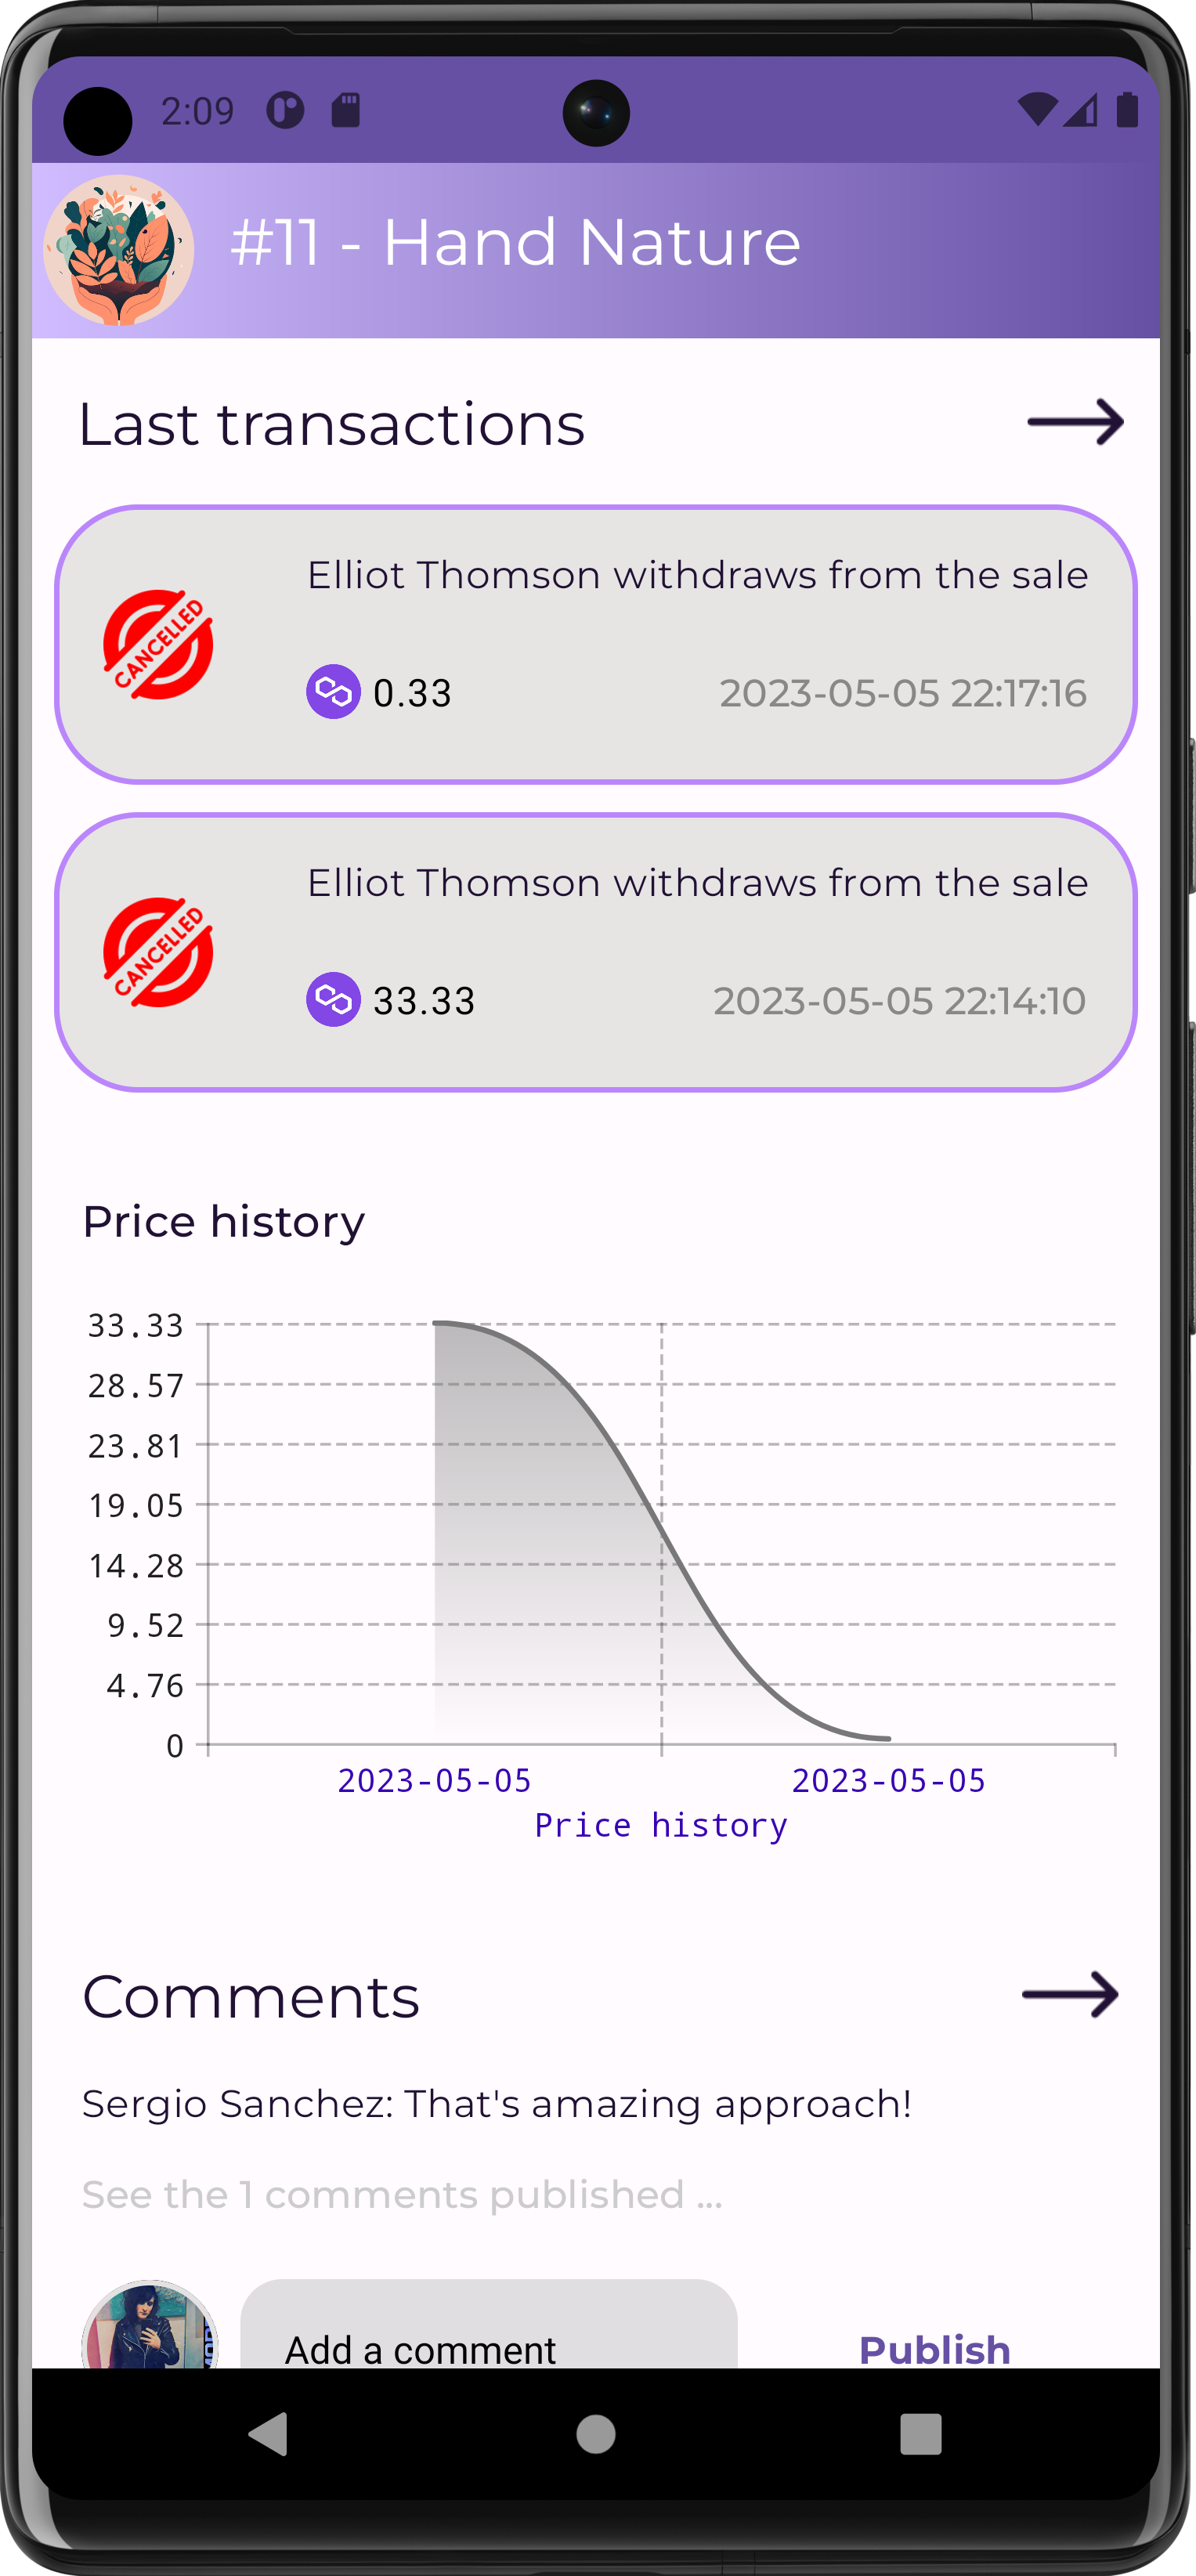 2:09
#11 - Hand Nature
Last transactions
Elliot Thomson withdraws from the sale
CANCELLED
0.33 2023-05-05 22:17:16
Elliot Thomson withdraws from the sale
CANCELLED
33.33 2023-05-05 22:14:10
Price history
33.33
28.57
23.81
19.05
14.28
9.52
4.76
0
2023-05-05 2023-05-05
Price history
Comments
Sergio Sanchez: That's amazing approach!
See the 1 comments published ...
Add a comment Publish